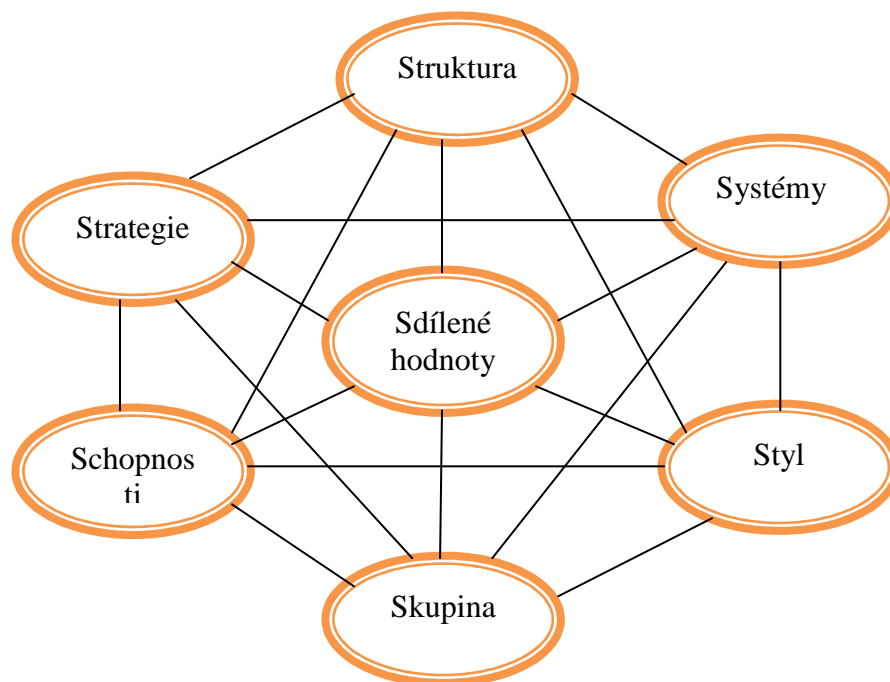 Struktura
Systémy
Strategie
Sdílené
hodnoty
Schopnos
ti
Styl
Skupina